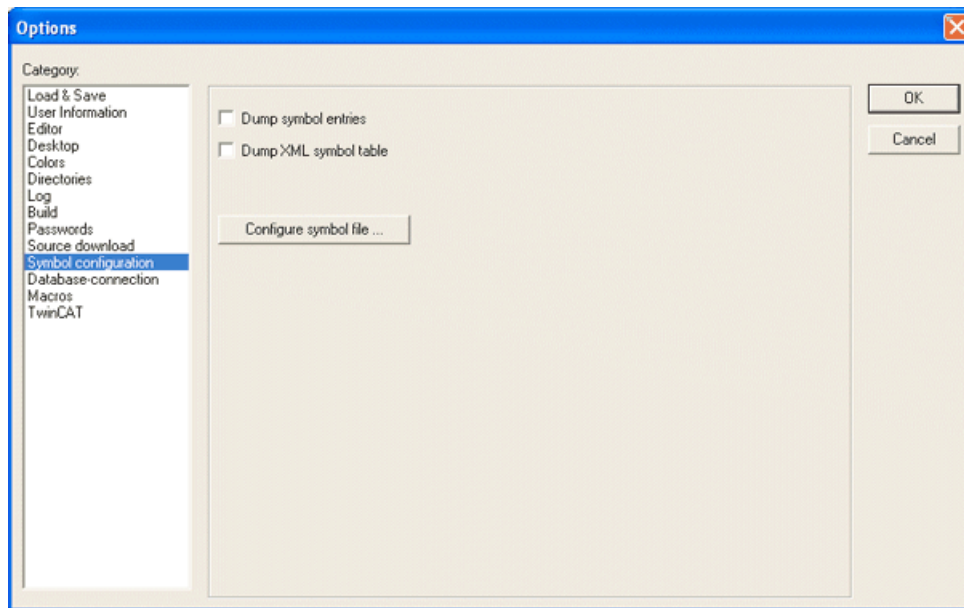 Options
Category:
Load & Save
User Information
Editor
Desktop
Colors
Directories
Log
Build
Passwords
Source download
Symbol configuration
Database-connection
Macros
TwinCAT
Dump symbol entries
Dump XML symbol table
Configure symbol file ...
OK
Cancel